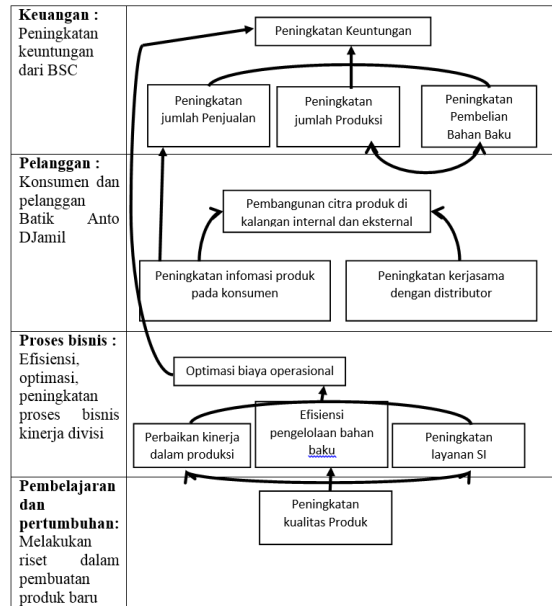 Keuangan :
Peningkatan
keuntungan
dari BSC
Peningkatan Keuntungan
Peningkatan
jumlah Penjualan
Peningkatan
jumlah Produksi
Peningkatan
Pembelian
Bahan Baku
Pelanggan :
Konsumen dan
pelanggan
Batik Anto
DJamil
Pembangunan citra produk di
kalangan internal dan eksternal
Peningkatan infomasi produk
pada konsumen
Peningkatan kerjasama
dengan distributor
Proses bisnis :
Efisiensi,
optimasi,
peningkatan
proses bisnis
kinerja divisi
Optimasi biaya operasional
Perbaikan kinerja
dalam produksi
Efisiensi
pengelolaan bahan
baku
Peningkatan
layanan SI
Pembelajaran
dan
pertumbuhan:
Melakukan
riset dalam
pembuatan
produk baru
Peningkatan
kualitas Produk